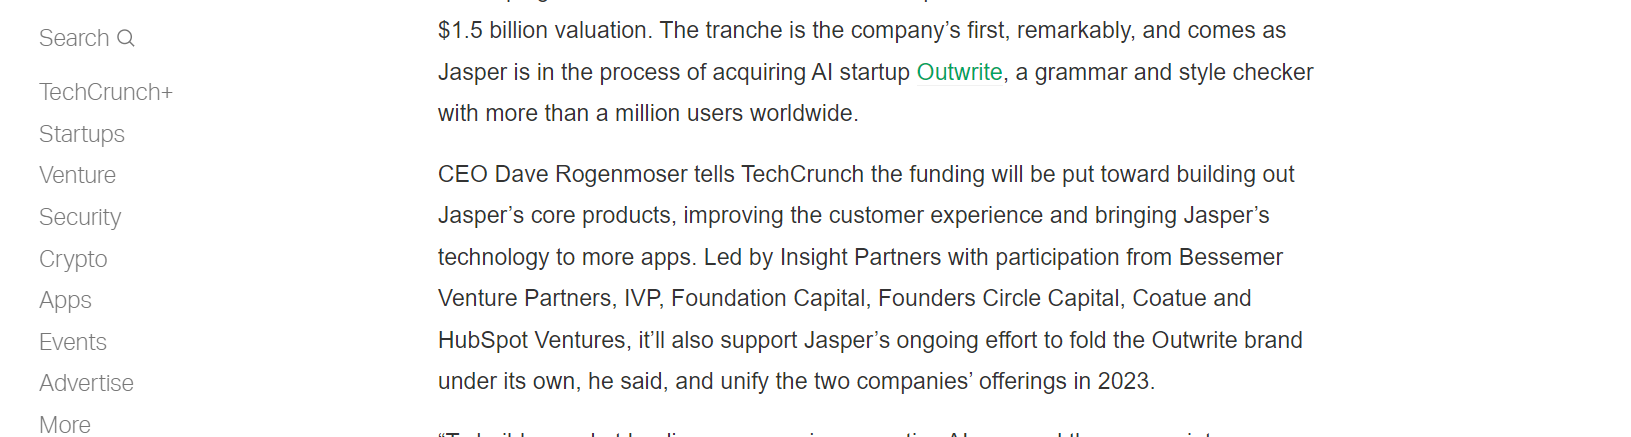 Search
TechCrunch+
Startups
Venture
Security
Crypto
Apps
Events
Advertise
More
$1.5 billion valuation. The tranche is the company’s first, remarkably, and comes as
Jasper is in the process of acquiring AI startup Outwrite, a grammar and style checker
with more than a million users worldwide.
CEO Dave Rogenmoser tells TechCrunch the funding will be put toward building out
Jasper’s core products, improving the customer experience and bringing Jasper’s
technology to more apps. Led by Insight Partners with participation from Bessemer
Venture Partners, IVP, Foundation Capital, Founders Circle Capital, Coatue and
HubSpot Ventures, it’ll also support Jasper’s ongoing effort to fold the Outwrite brand
under its own, he said, and unify the two companies’ offerings in 2023.